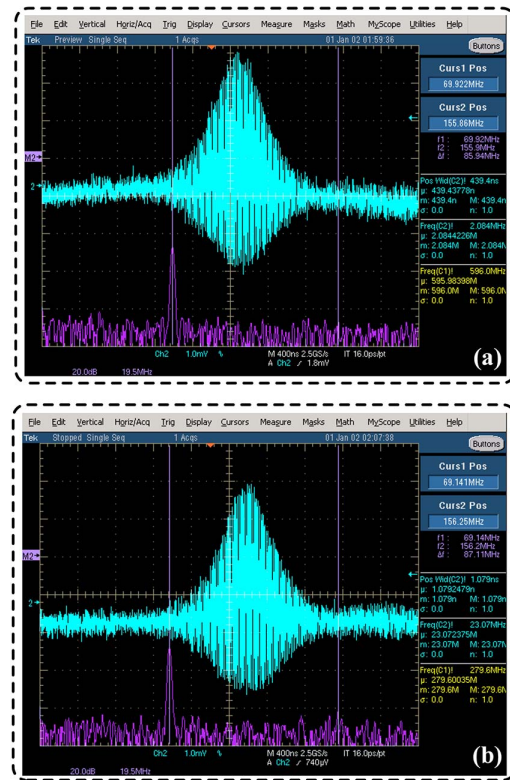 File Edit Vertical Horiz/Acq Trig Display Cursors Measure Masks Math MyScope Utilities Help
Tek Preview Single Seq 1 Acqs 01 Jan 02 01:59:36
Buttons
Curs1 Pos
69.922MHz
Curs2 Pos
155.86MHz
f1 : 69.92MHz
f2 : 155.9MHz
Δf : 85.94MHz
M2
2
Pos Wid(C2)! 439.4ns
µ: 439.43778n
m: 439.4n M: 439.4n
σ: 0.0 n: 1.0
Freq(C2)! 2.084MHz
µ: 2.0844226M
m: 2.084M M: 2.084M
σ: 0.0 n: 1.0
Freq(C1)! 596.0MHz
µ: 595.98398M
m: 596.0M M: 596.0M
σ: 0.0 n: 1.0
(a)
Ch2 1.0mV M 400ns 2.5GS/s IT 16.0ps/pt
A Ch2 1.8mV
20.0dB 19.5MHz
File Edit Vertical Horiz/Acq Trig Display Cursors Measure Masks Math MyScope Utilities Help
Tek Stopped Single Seq 1 Acqs 01 Jan 02 02:07:38
Buttons
Curs1 Pos
69.141MHz
Curs2 Pos
156.25MHz
f1 : 69.14MHz
f2 : 156.2MHz
Δf : 87.11MHz
M2
2
Pos Wid(C2)! 1.079ns
µ: 1.0792479n
m: 1.079n M: 1.079n
σ: 0.0 n: 1.0
Freq(C2)! 23.07MHz
µ: 23.072375M
m: 23.07M M: 23.07M
σ: 0.0 n: 1.0
Freq(C1)! 279.6MHz
µ: 279.60035M
m: 279.6M M: 279.6M
σ: 0.0 n: 1.0
(b)
Ch2 1.0mV M 400ns 2.5GS/s IT 16.0ps/pt
A Ch2 740µV
20.0dB 19.5MHz